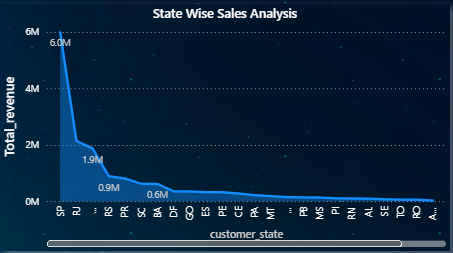 State Wise Sales Analysis
Total_revenue
6M
4M
2M
0M
6.0M
1.9M
0.9M
0.6M
SP RJ ... RS PR SC BA DF GO ES PE CE PA MT ... PB MS PI RN AL SE TO RO A...
customer_state